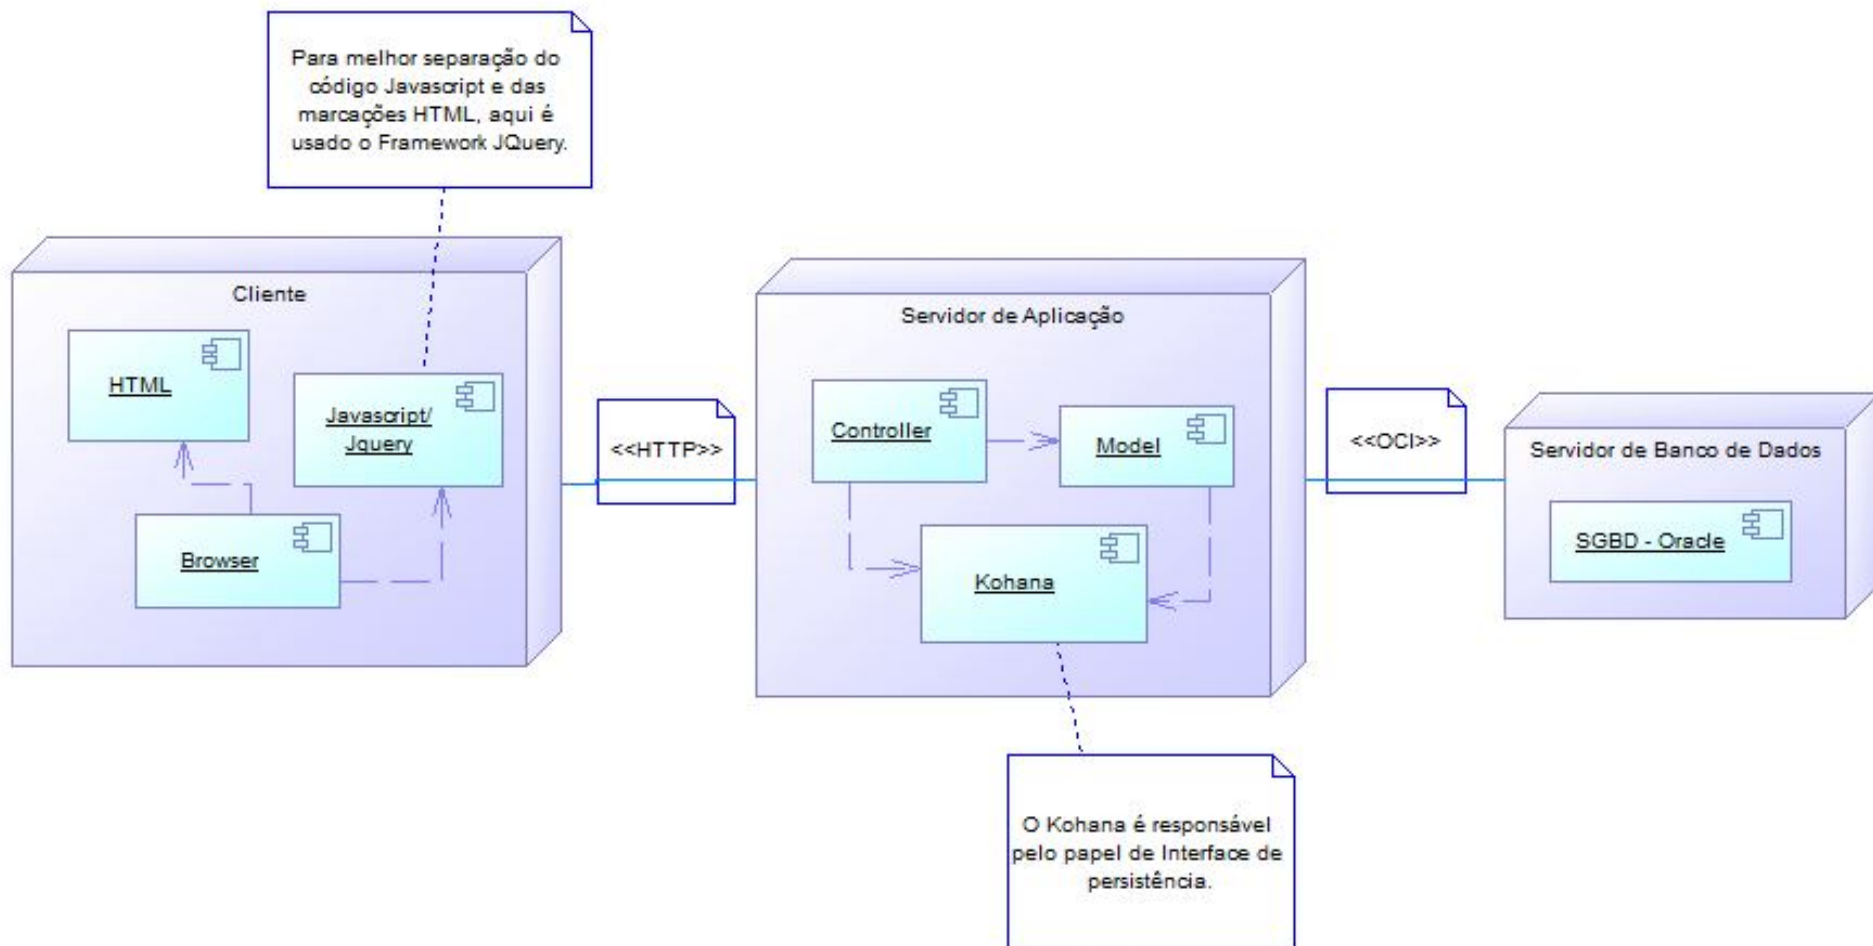 Para melhor separação do
código Javascript e das
marcações HTML, aqui é
usado o Framework JQuery.
Cliente
HTML
Javascript/
Jquery
Browser
<<HTTP>>
Servidor de Aplicação
Controller
Model
Kohana
<<OCI>>
Servidor de Banco de Dados
SGBD - Oracle
O Kohana é responsável
pelo papel de Interface de
persistência.